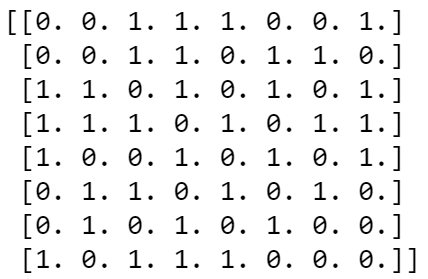 [[0. 0. 1. 1. 1. 0. 0. 1.]
[0. 0. 1. 1. 0. 1. 1. 0.]
[1. 1. 0. 1. 0. 1. 0. 1.]
[1. 1. 1. 0. 1. 0. 1. 1.]
[1. 0. 0. 1. 0. 1. 0. 1.]
[0. 1. 1. 0. 1. 0. 1. 0.]
[0. 1. 0. 1. 0. 1. 0. 0.]
[1. 0. 1. 1. 1. 0. 0. 0.]]